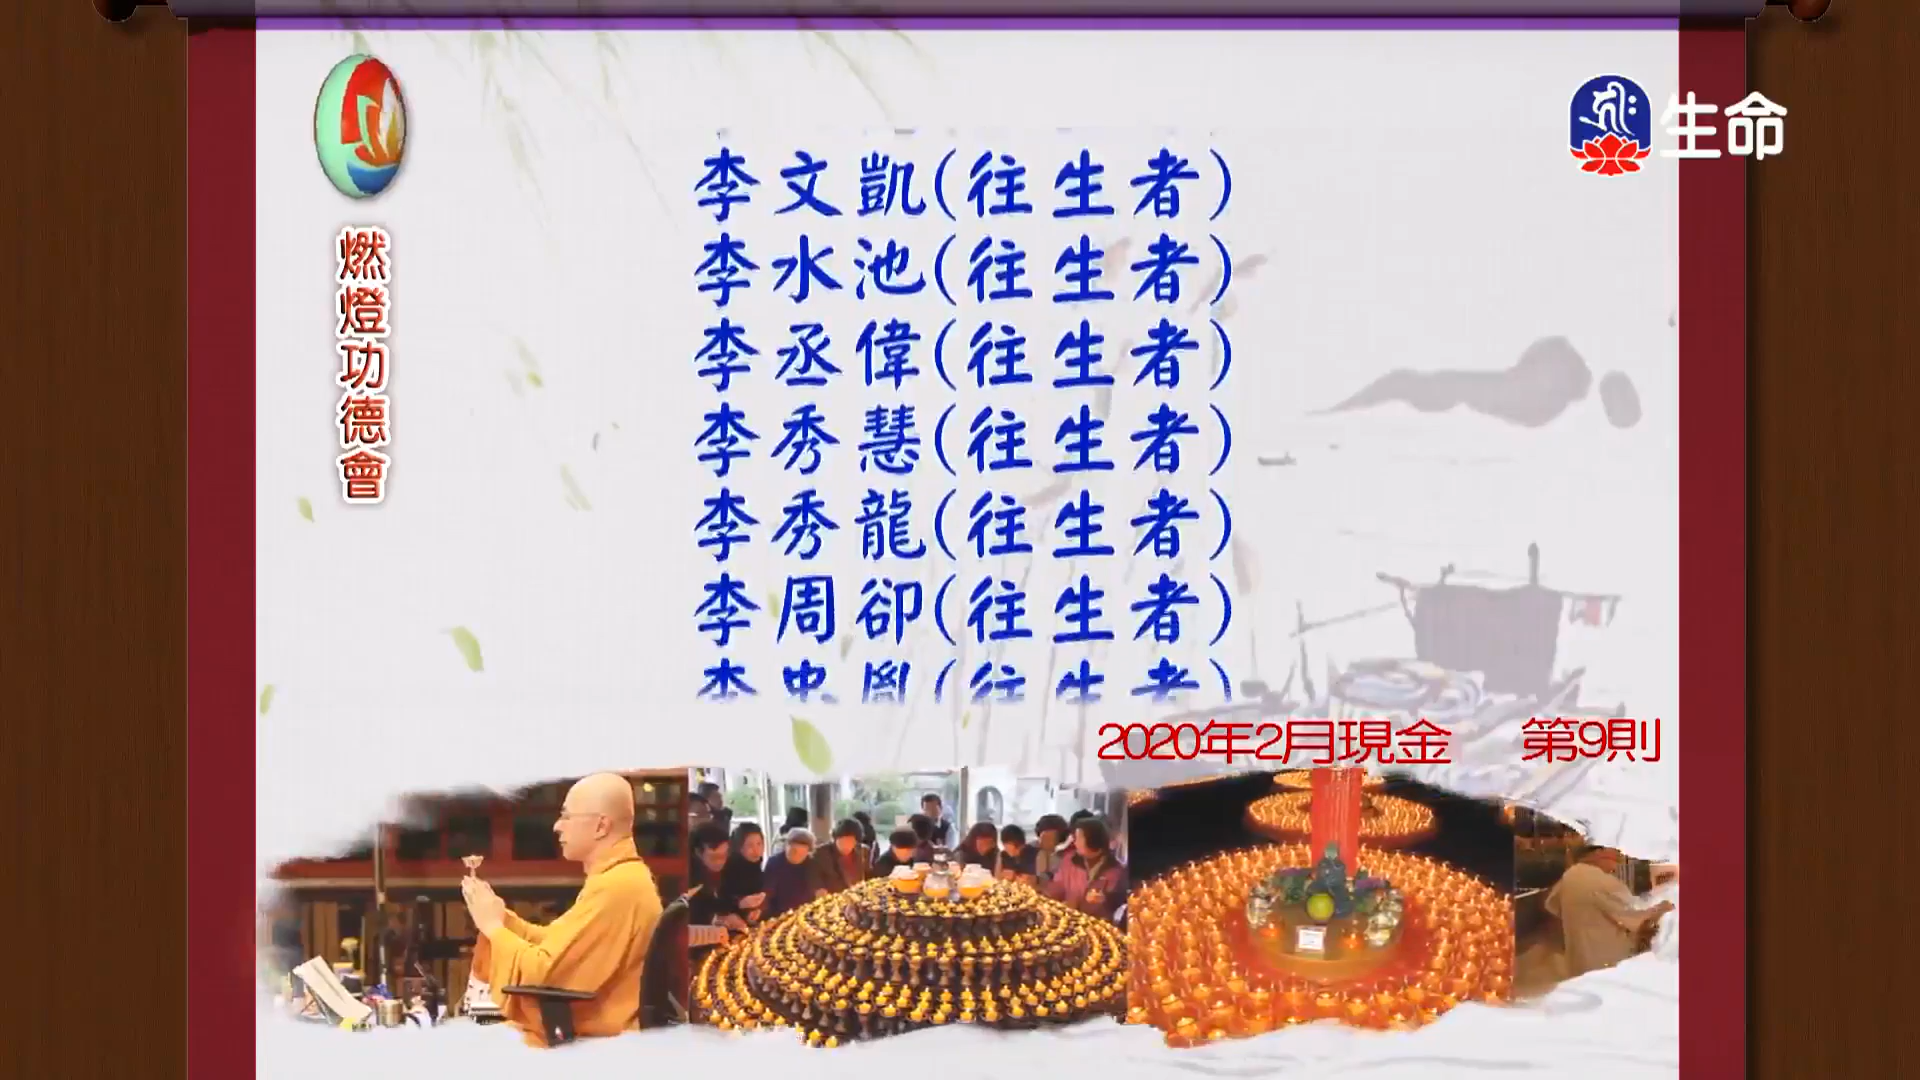 生命
燃燈功德會
李文凱(往生者)
李水池(往生者)
李丞偉(往生者)
李秀慧(往生者)
李秀龍(往生者)
李周卻(往生者)
2020年2月現金 第9則